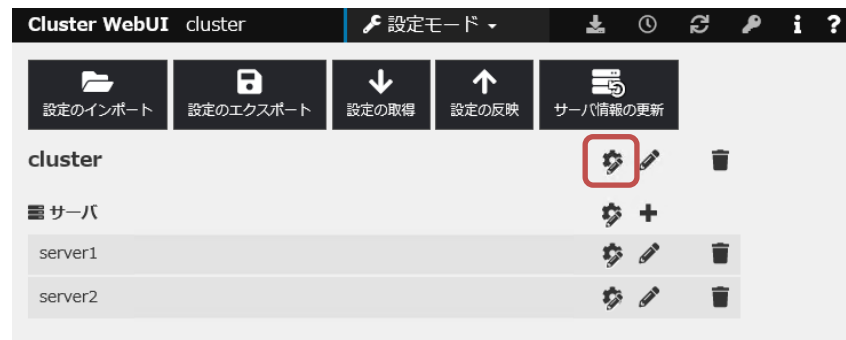 Cluster WebUI cluster 設定モード
設定のインポート 設定のエクスポート 設定の取得 設定の反映 サーバ情報の更新
cluster
サーバ
server1
server2